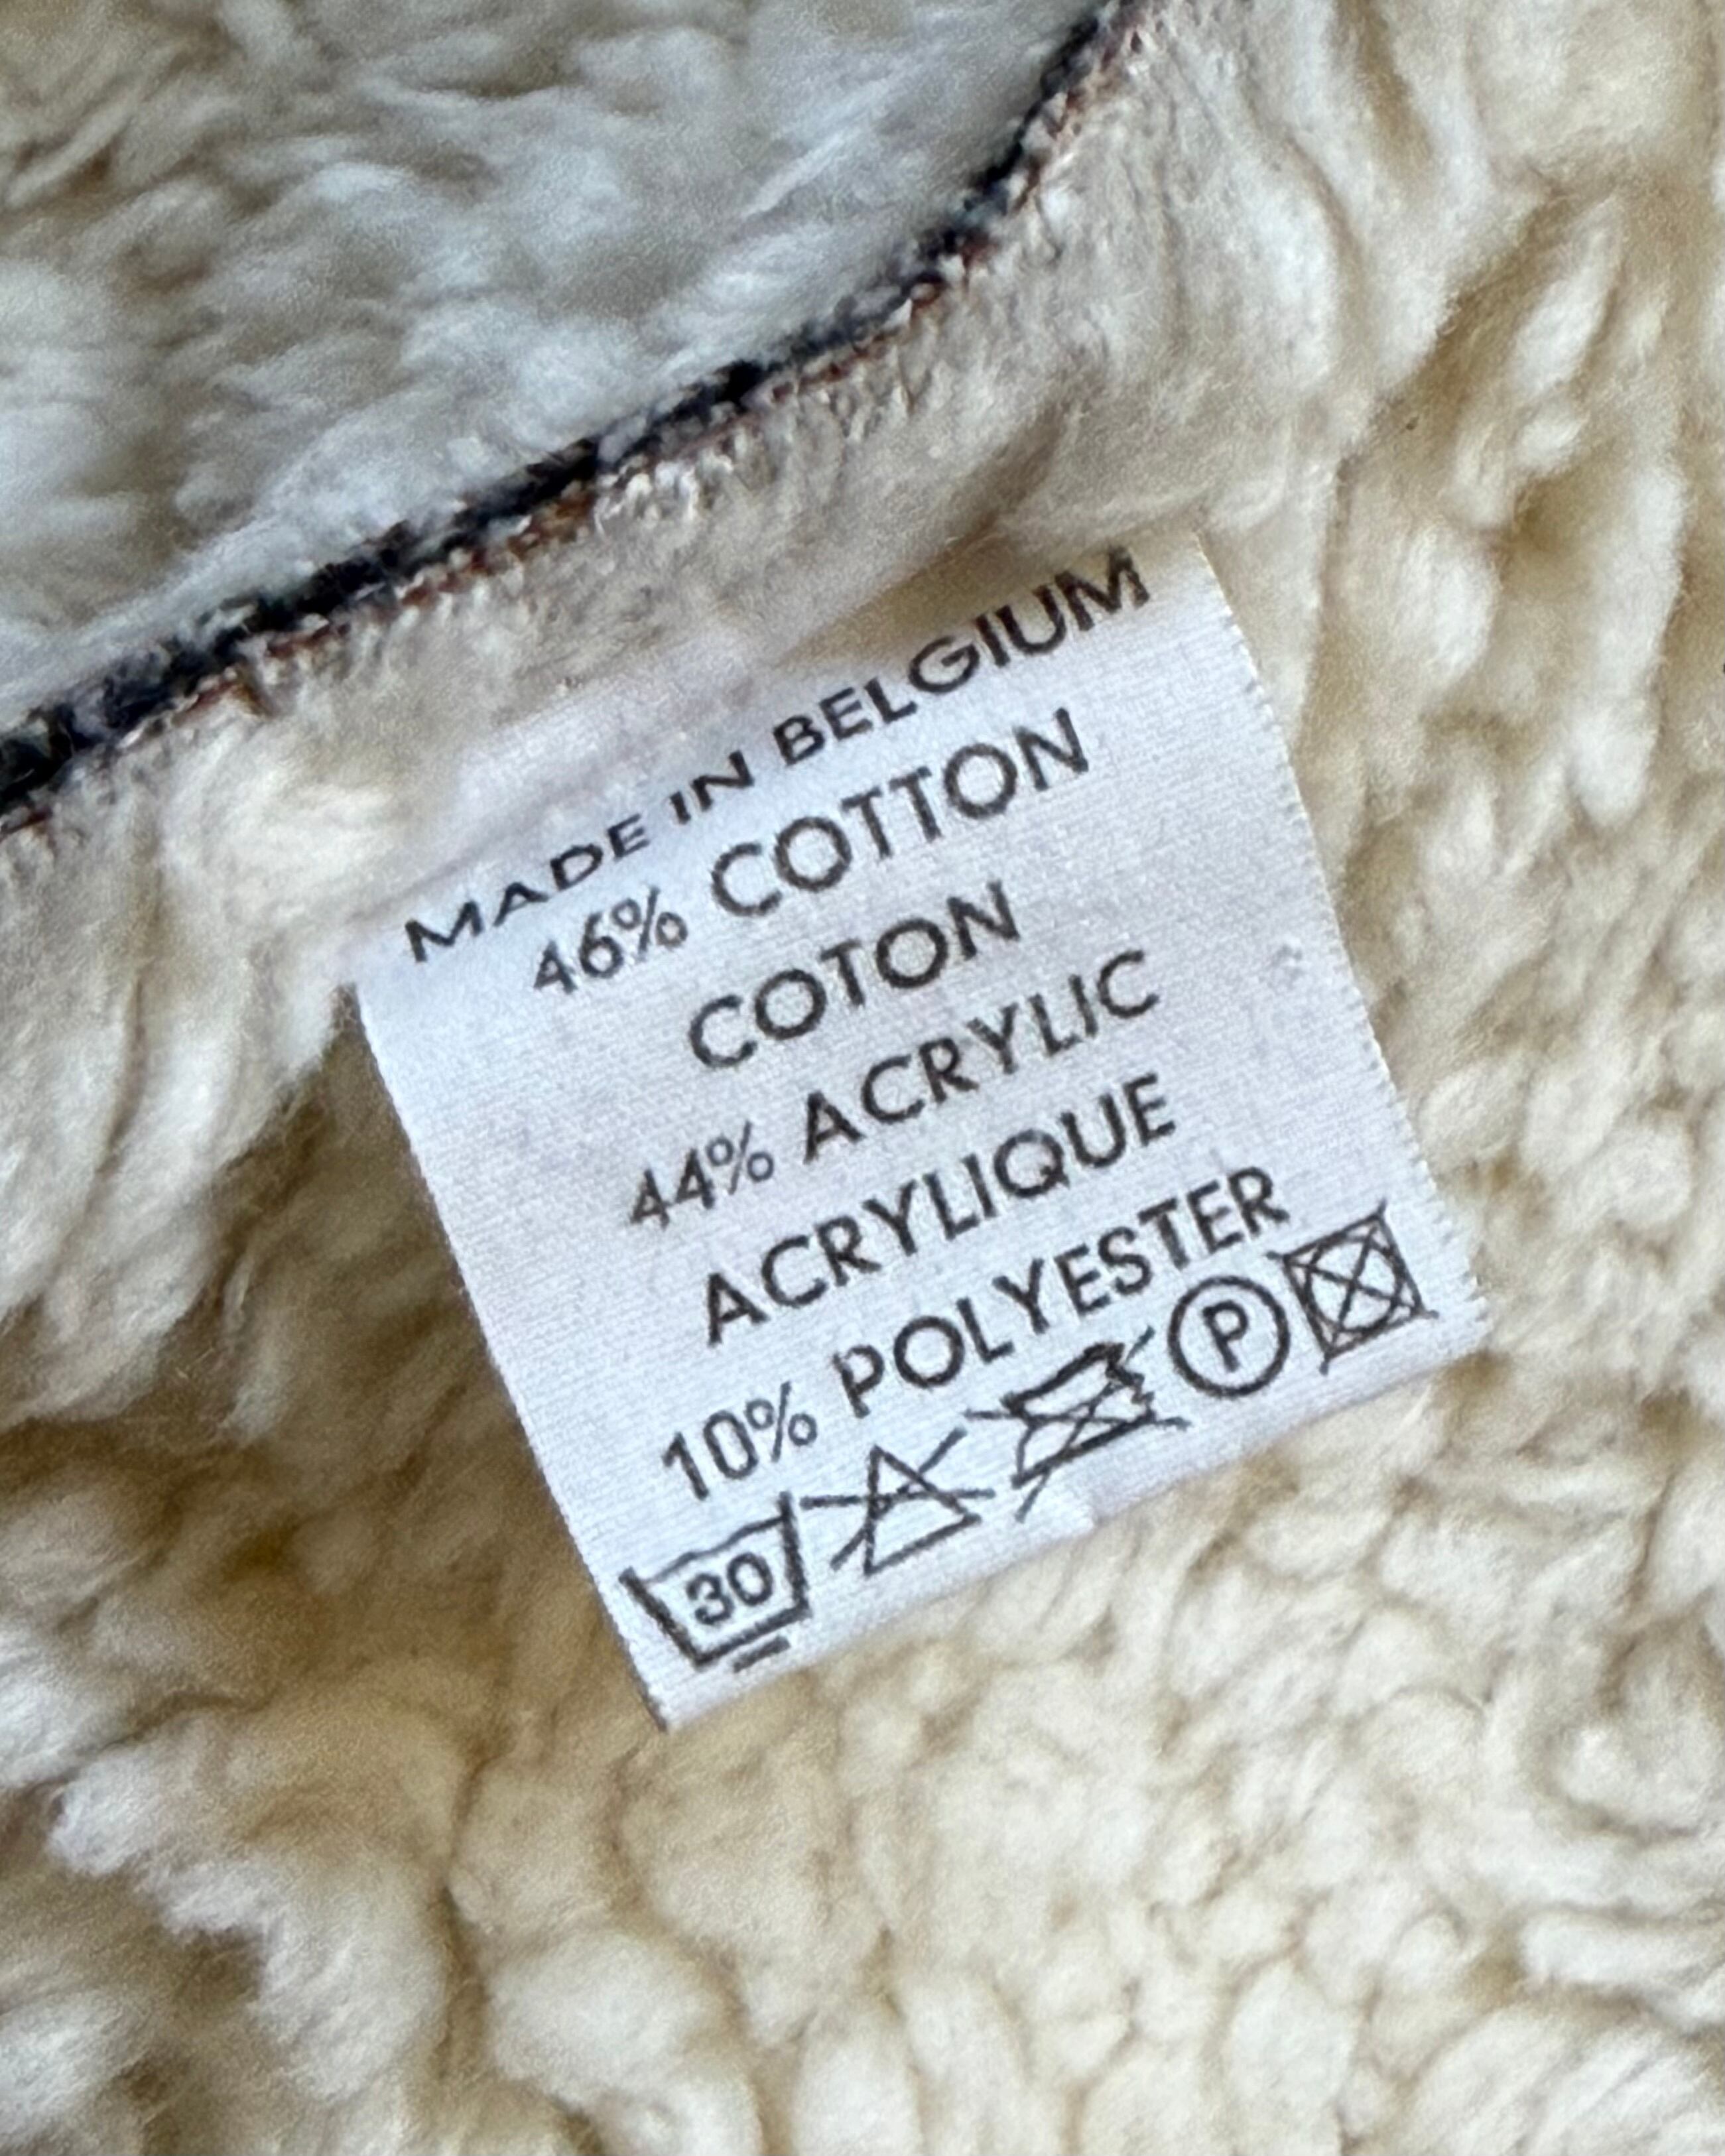 MADE IN BELGIUM
46% COTTON
COTON
44% ACRYLIC
ACRYLIQUE
10% POLYESTER
30 P